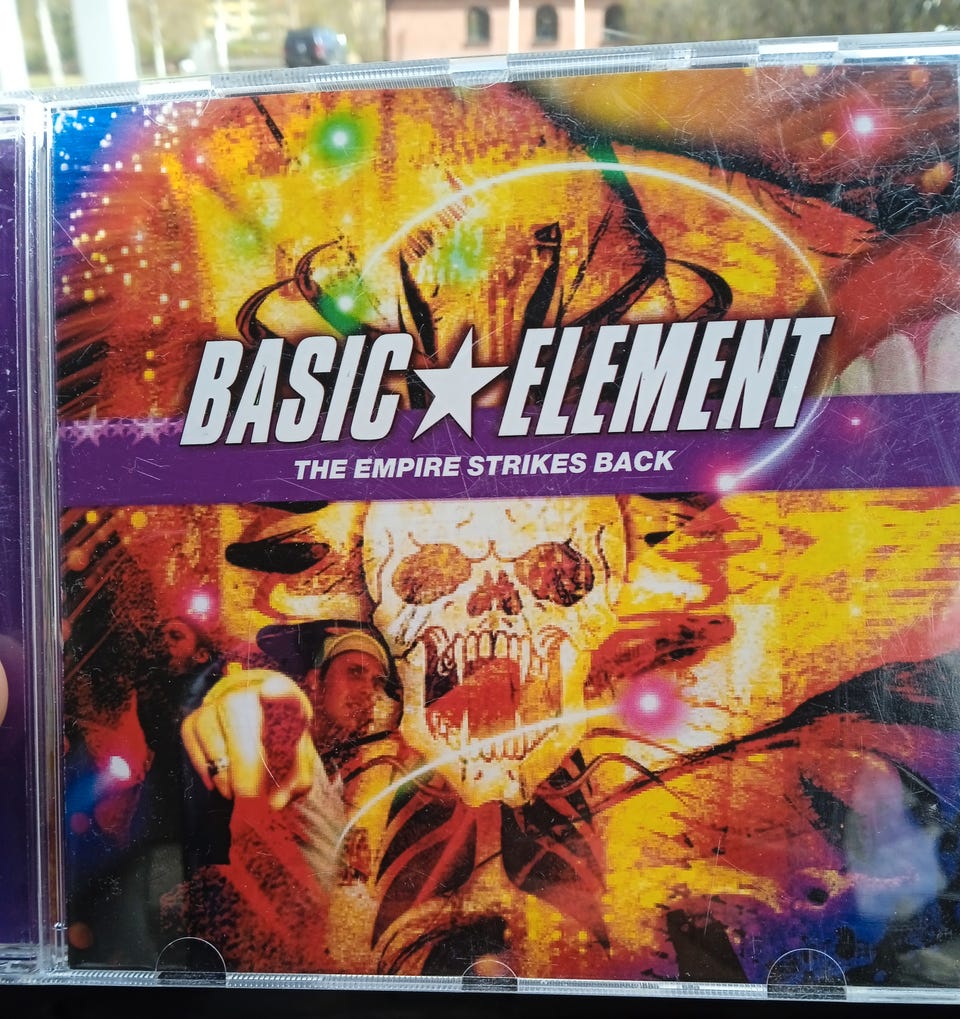 BASIC★ELEMENT
THE EMPIRE STRIKES BACK